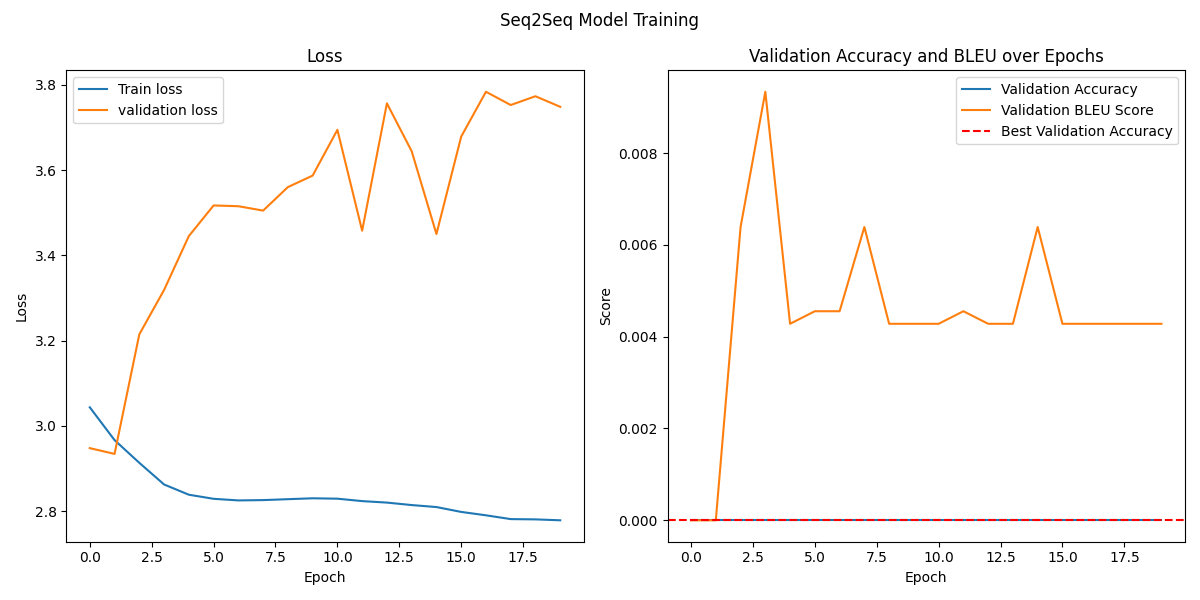 Seq2Seq Model Training
Loss
Train loss
validation loss
3.8
3.6
3.4
3.2
3.0
2.8
Loss
0.0 2.5 5.0 7.5 10.0 12.5 15.0 17.5
Epoch
Validation Accuracy and BLEU over Epochs
Validation Accuracy
Validation BLEU Score
Best Validation Accuracy
0.008
0.006
0.004
0.002
0.000
Score
0.0 2.5 5.0 7.5 10.0 12.5 15.0 17.5
Epoch